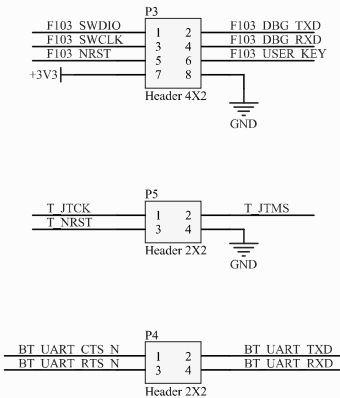 P3
F103_SWDIO 1 2 F103_DBG_TXD
F103_SWCLK 3 4 F103_DBG_RXD
F103_NRST 5 6 F103_USER_KEY
+3V3 7 8
Header 4X2
GND
P5
T_JTCK 1 2 T_JTMS
T_NRST 3 4
Header 2X2
GND
P4
BT_UART_CTS_N 1 2 BT_UART_TXD
BT_UART_RTS_N 3 4 BT_UART_RXD
Header 2X2